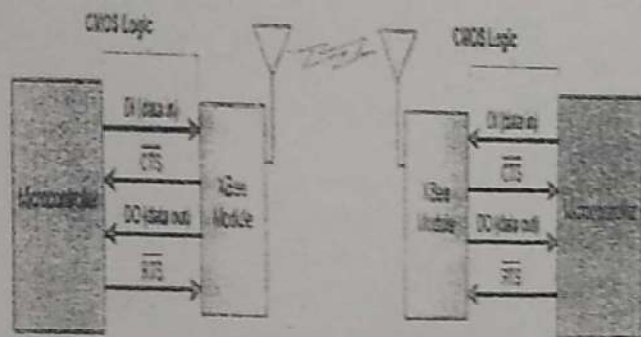 CMOS Logic
CMOS Logic
DI (data in)
CTS
DO (data out)
RTS
Microcontroller
XBee
Module
XBee
Module
DI (data in)
CTS
DO (data out)
RTS
Microcontroller